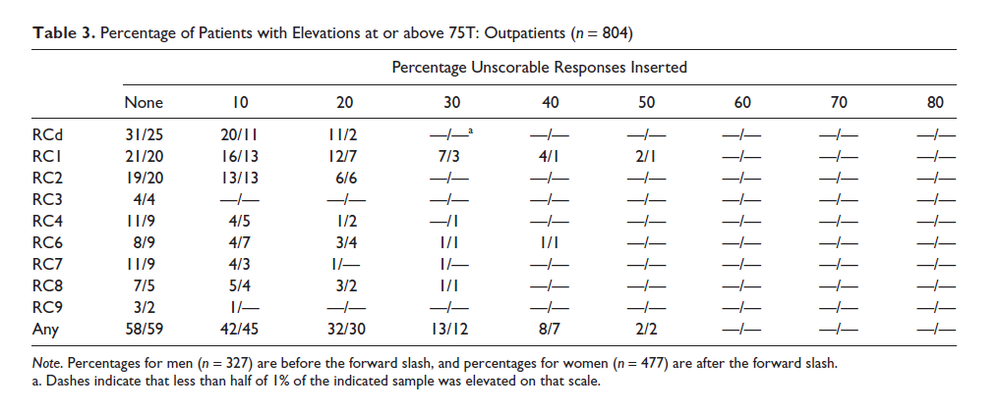 Table 3. Percentage of Patients with Elevations at or above 75T: Outpatients (n = 804)
Percentage Unscorable Responses Inserted
None 10 20 30 40 50 60 70 80
RCd 31/25 20/11 11/2 —/—a —/— —/— —/— —/— —/—
RC1 21/20 16/13 12/7 7/3 4/1 2/1 —/— —/— —/—
RC2 19/20 13/13 6/6 —/— —/— —/— —/— —/— —/—
RC3 4/4 —/— —/— —/— —/— —/— —/— —/— —/—
RC4 11/9 4/5 1/2 —/1 —/— —/— —/— —/— —/—
RC6 8/9 4/7 3/4 1/1 1/1 —/— —/— —/— —/—
RC7 11/9 4/3 1/— 1/— —/— —/— —/— —/— —/—
RC8 7/5 5/4 3/2 1/1 —/— —/— —/— —/— —/—
RC9 3/2 1/— —/— —/— —/— —/— —/— —/— —/—
Any 58/59 42/45 32/30 13/12 8/7 2/2 —/— —/— —/—
Note. Percentages for men (n = 327) are before the forward slash, and percentages for women (n = 477) are after the forward slash.
a. Dashes indicate that less than half of 1% of the indicated sample was elevated on that scale.